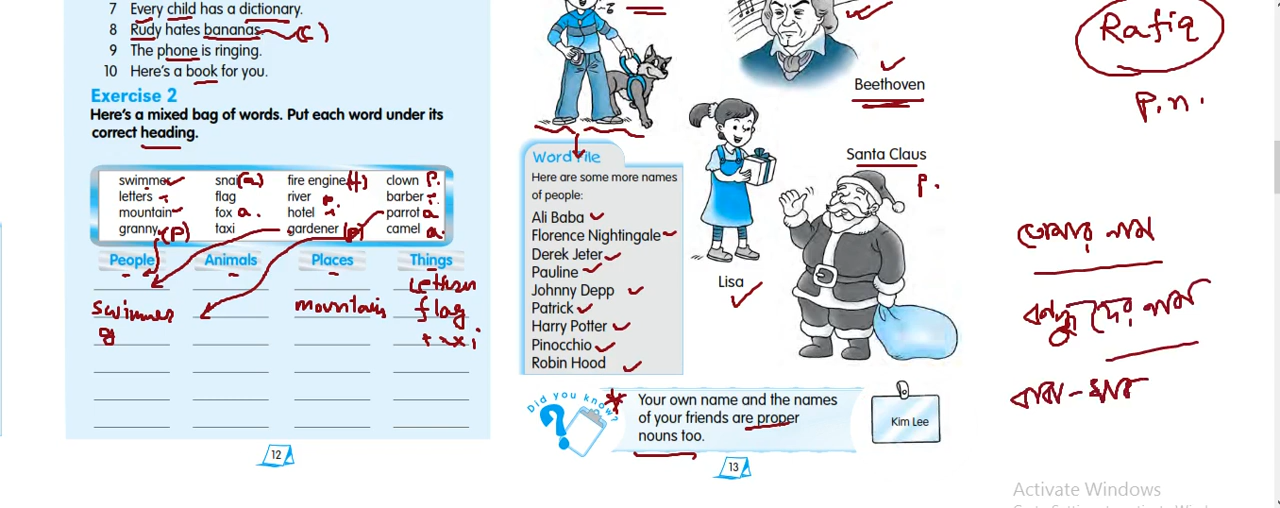 7 Every child has a dictionary.
8 Rudy hates bananas. (c)
9 The phone is ringing.
10 Here's a book for you.
Exercise 2
Here's a mixed bag of words. Put each word under its
correct heading.
swimmer snail (a) fire engine (t) clown p.
letters flag river p barber
mountain fox a. hotel parrot a
granny (p) taxi gardener (p) camel a.
People Animals Places Things
Letters
swimmer mountain flag
g taxi
12
Beethoven
Santa Claus
p.
Lisa
Word File
Here are some more names
of people:
Ali Baba
Florence Nightingale
Derek Jeter
Pauline
Johnny Depp
Patrick
Harry Potter
Pinocchio
Robin Hood
Did you know?
Your own name and the names
of your friends are proper
nouns too.
Kim Lee
13
Rafiq
P.n.
তোমার নাম
বন্ধুদের নাম
বাবা - মার
Activate Windows